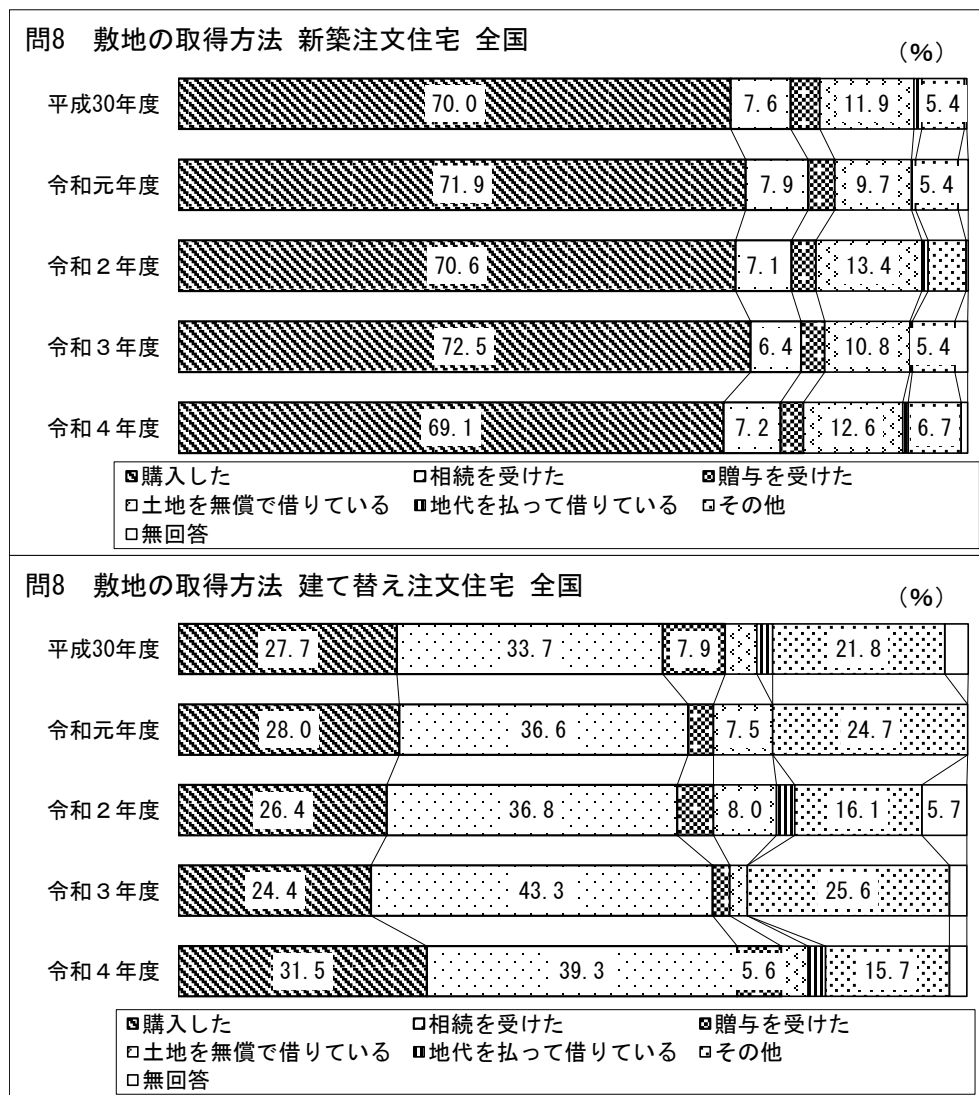 問8 敷地の取得方法 新築注文住宅 全国
(%)
平成30年度 70.0 7.6 11.9 5.4
令和元年度 71.9 7.9 9.7 5.4
令和２年度 70.6 7.1 13.4
令和３年度 72.5 6.4 10.8 5.4
令和４年度 69.1 7.2 12.6 6.7
購入した 相続を受けた 贈与を受けた
土地を無償で借りている 地代を払って借りている その他
無回答
問8 敷地の取得方法 建て替え注文住宅 全国
(%)
平成30年度 27.7 33.7 7.9 21.8
令和元年度 28.0 36.6 7.5 24.7
令和２年度 26.4 36.8 8.0 16.1 5.7
令和３年度 24.4 43.3 25.6
令和４年度 31.5 39.3 5.6 15.7
購入した 相続を受けた 贈与を受けた
土地を無償で借りている 地代を払って借りている その他
無回答